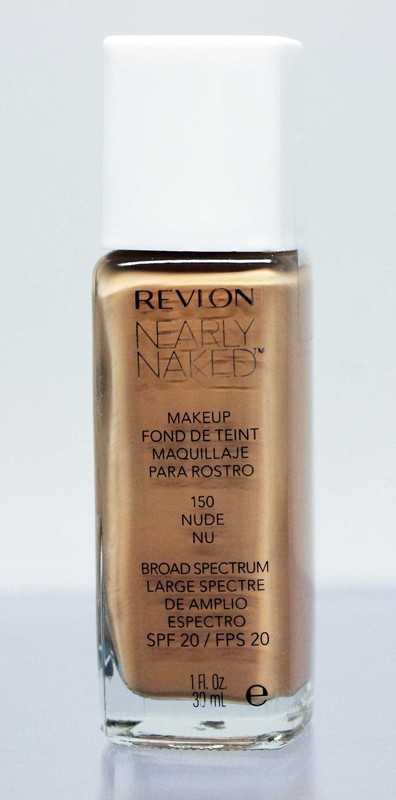 REVLON
NEARLY
NAKED™
MAKEUP
FOND DE TEINT
MAQUILLAJE
PARA ROSTRO
150
NUDE
NU
BROAD SPECTRUM
LARGE SPECTRE
DE AMPLIO
ESPECTRO
SPF 20 / FPS 20
1 Fl. Oz.
30 mL ℮